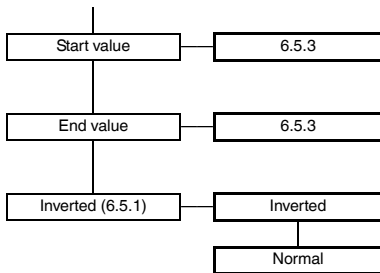 Start value
6.5.3
End value
6.5.3
Inverted (6.5.1)
Inverted
Normal